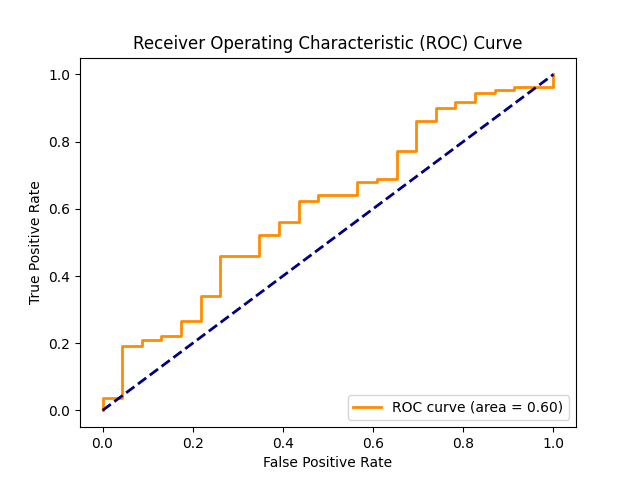 Receiver Operating Characteristic (ROC) Curve
1.0
0.8
0.6
0.4
0.2
0.0
True Positive Rate
ROC curve (area = 0.60)
0.0 0.2 0.4 0.6 0.8 1.0
False Positive Rate